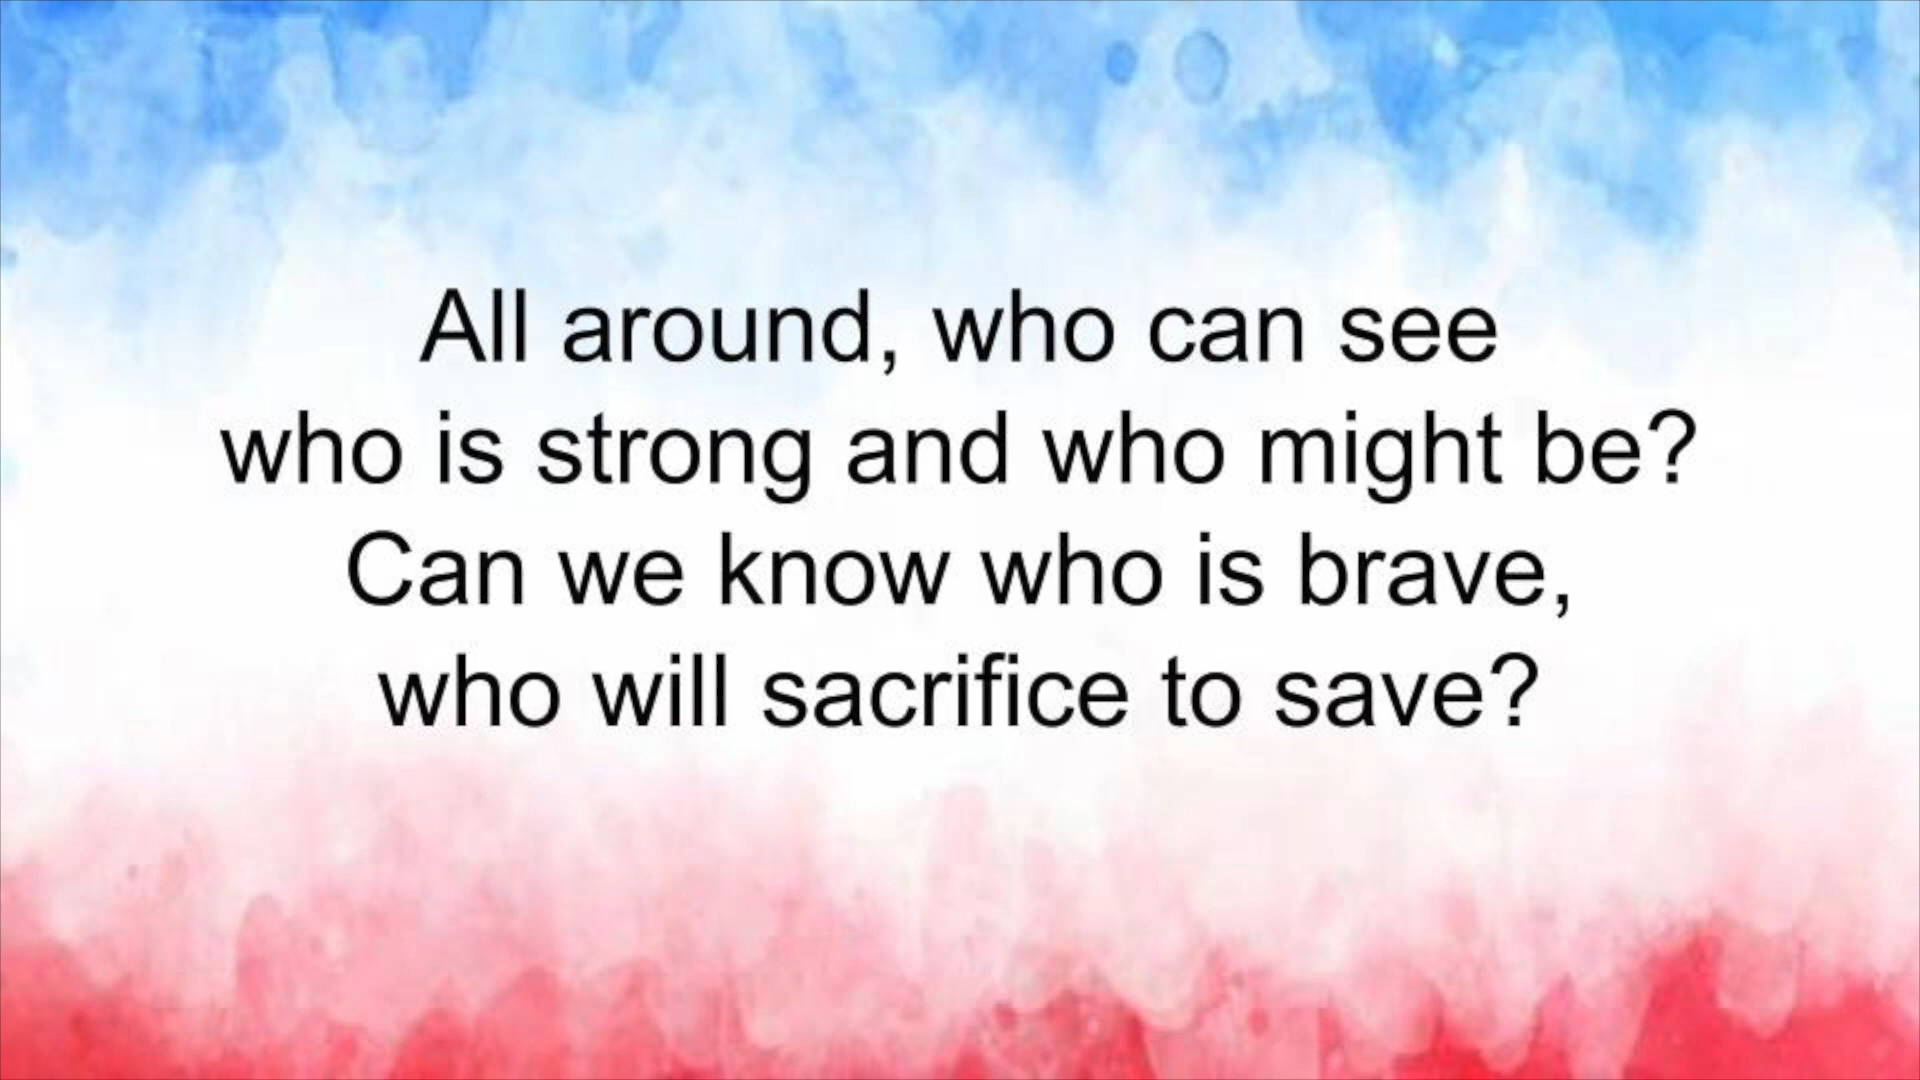 All around, who can see
who is strong and who might be?
Can we know who is brave,
who will sacrifice to save?